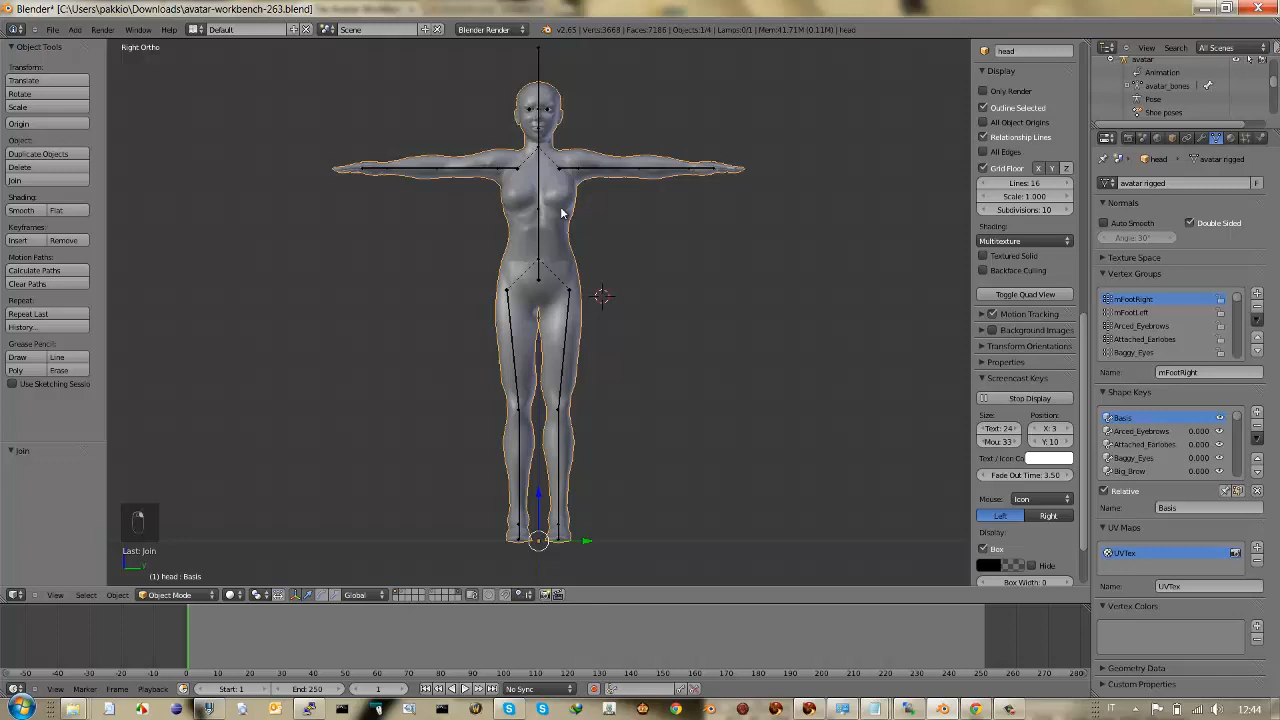 Blender* [C:\Users\pakkio\Downloads\avatar-workbench-263.blend]
File Add Render Window Help Default Scene Blender Render v2.65 | Verts:3668 | Faces:7186 | Objects:1/4 | Lamps:0/1 | Mem:41.71M (0.11M) | head
View Search All Scenes
Object Tools
Transform:
Translate
Rotate
Scale
Origin
Object:
Duplicate Objects
Delete
Join
Shading:
Smooth Flat
Keyframes:
Insert Remove
Motion Paths:
Calculate Paths
Clear Paths
Repeat:
Repeat Last
History...
Grease Pencil:
Draw Line
Poly Erase
Use Sketching Sessio
Join
Right Ortho
Last: Join
(1) head : Basis
head
Display
Only Render
Outline Selected
All Object Origins
Relationship Lines
All Edges
Grid Floor X Y Z
Lines: 16
Scale: 1.000
Subdivisions: 10
Shading:
Multitexture
Textured Solid
Backface Culling
Toggle Quad View
Motion Tracking
Background Images
Transform Orientations
Properties
Screencast Keys
Stop Display
Size: Position:
Text: 24 X: 3
Mou: 33 Y: 10
Text / Icon Co
Fade Out Time: 3.50
Mouse: Icon
Left Right
Display:
Box
Hide
Box Width: 0
avatar
Animation
avatar_bones
Pose
Shoe poses
head avatar rigged
avatar rigged F
Normals
Auto Smooth Double Sided
Angle: 30°
Texture Space
Vertex Groups
mFootRight
mFootLeft
Arced_Eyebrows
Attached_Earlobes
Baggy_Eyes
Name: mFootRight
Shape Keys
Basis
Arced_Eyebrows 0.000
Attached_Earlobes 0.000
Baggy_Eyes 0.000
Big_Brow 0.000
Relative
Name: Basis
UV Maps
UVTex
Name: UVTex
Vertex Colors
Geometry Data
Custom Properties
View Select Object Object Mode Global
-50 -40 -30 -20 -10 0 10 20 30 40 50 60 70 80 90 100 110 120 130 140 150 160 170 180 190 200 210 220 230 240 250 260 270 280
View Marker Frame Playback Start: 1 End: 250 1 No Sync
IT 12:44